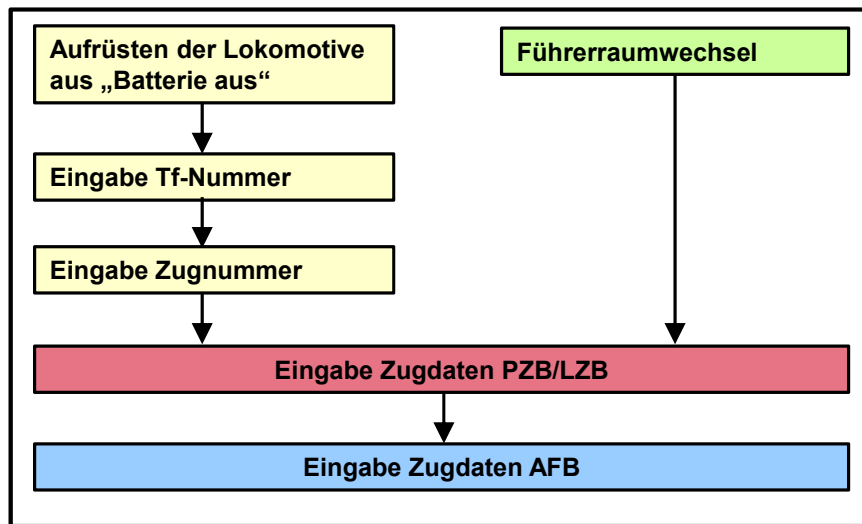 Aufrüsten der Lokomotive
aus „Batterie aus“
Führerraumwechsel
Eingabe Tf-Nummer
Eingabe Zugnummer
Eingabe Zugdaten PZB/LZB
Eingabe Zugdaten AFB